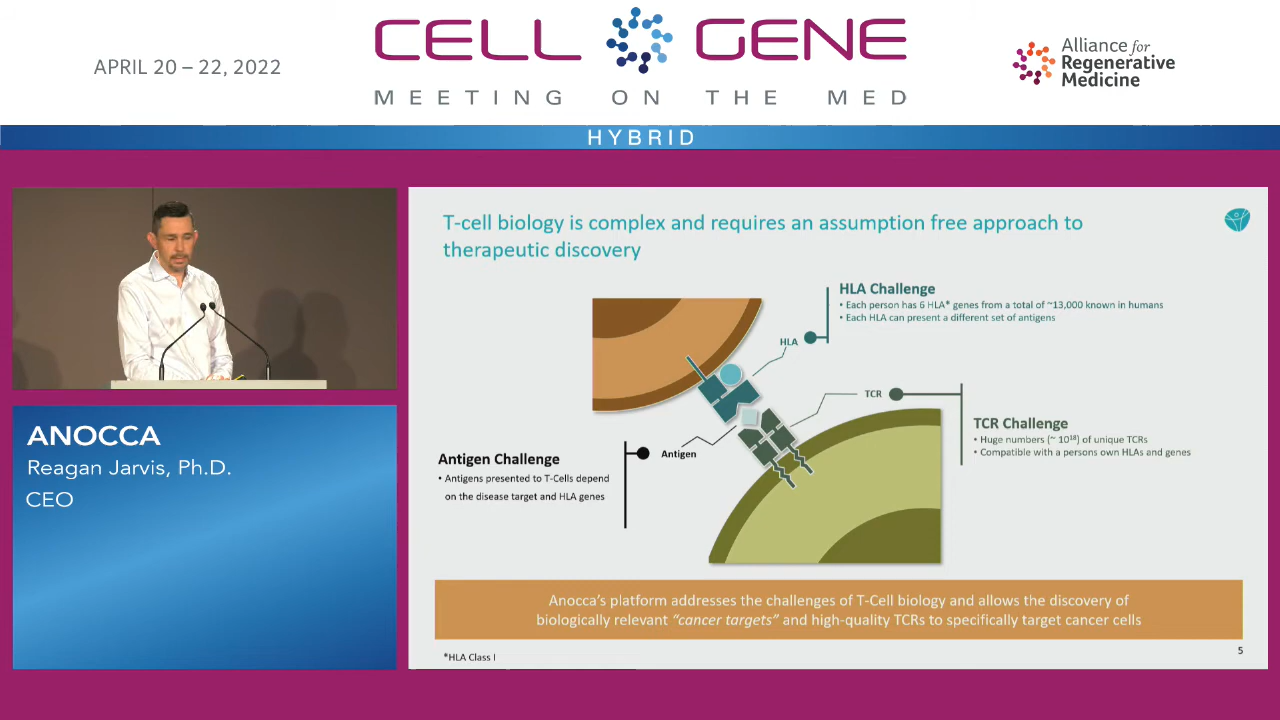 APRIL 20 – 22, 2022
CELL GENE
MEETING ON THE MED
Alliance for
Regenerative
Medicine
HYBRID
ANOCCA
Reagan Jarvis, Ph.D.
CEO
T-cell biology is complex and requires an assumption free approach to
therapeutic discovery
HLA Challenge
• Each person has 6 HLA* genes from a total of ~13,000 known in humans
• Each HLA can present a different set of antigens
HLA
TCR
TCR Challenge
• Huge numbers (~ 10¹⁸) of unique TCRs
• Compatible with a persons own HLAs and genes
Antigen
Antigen Challenge
• Antigens presented to T-Cells depend
on the disease target and HLA genes
Anocca's platform addresses the challenges of T-Cell biology and allows the discovery of
biologically relevant "cancer targets" and high-quality TCRs to specifically target cancer cells
*HLA Class I
5